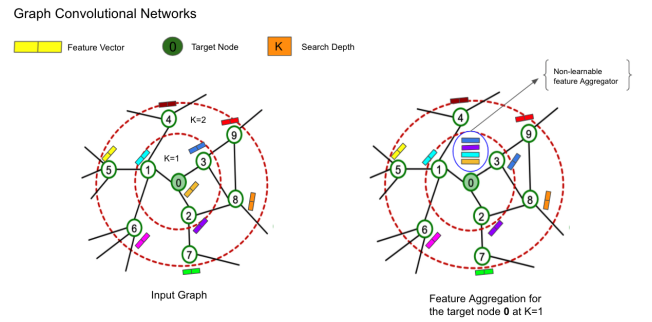 Graph Convolutional Networks
Feature Vector
0
Target Node
K
Search Depth
Non-learnable
feature Aggregator
4
K=2
9
K=1
3
5
1
0
8
2
6
7
Input Graph
4
9
3
5
1
0
8
2
6
7
Feature Aggregation for
the target node 0 at K=1